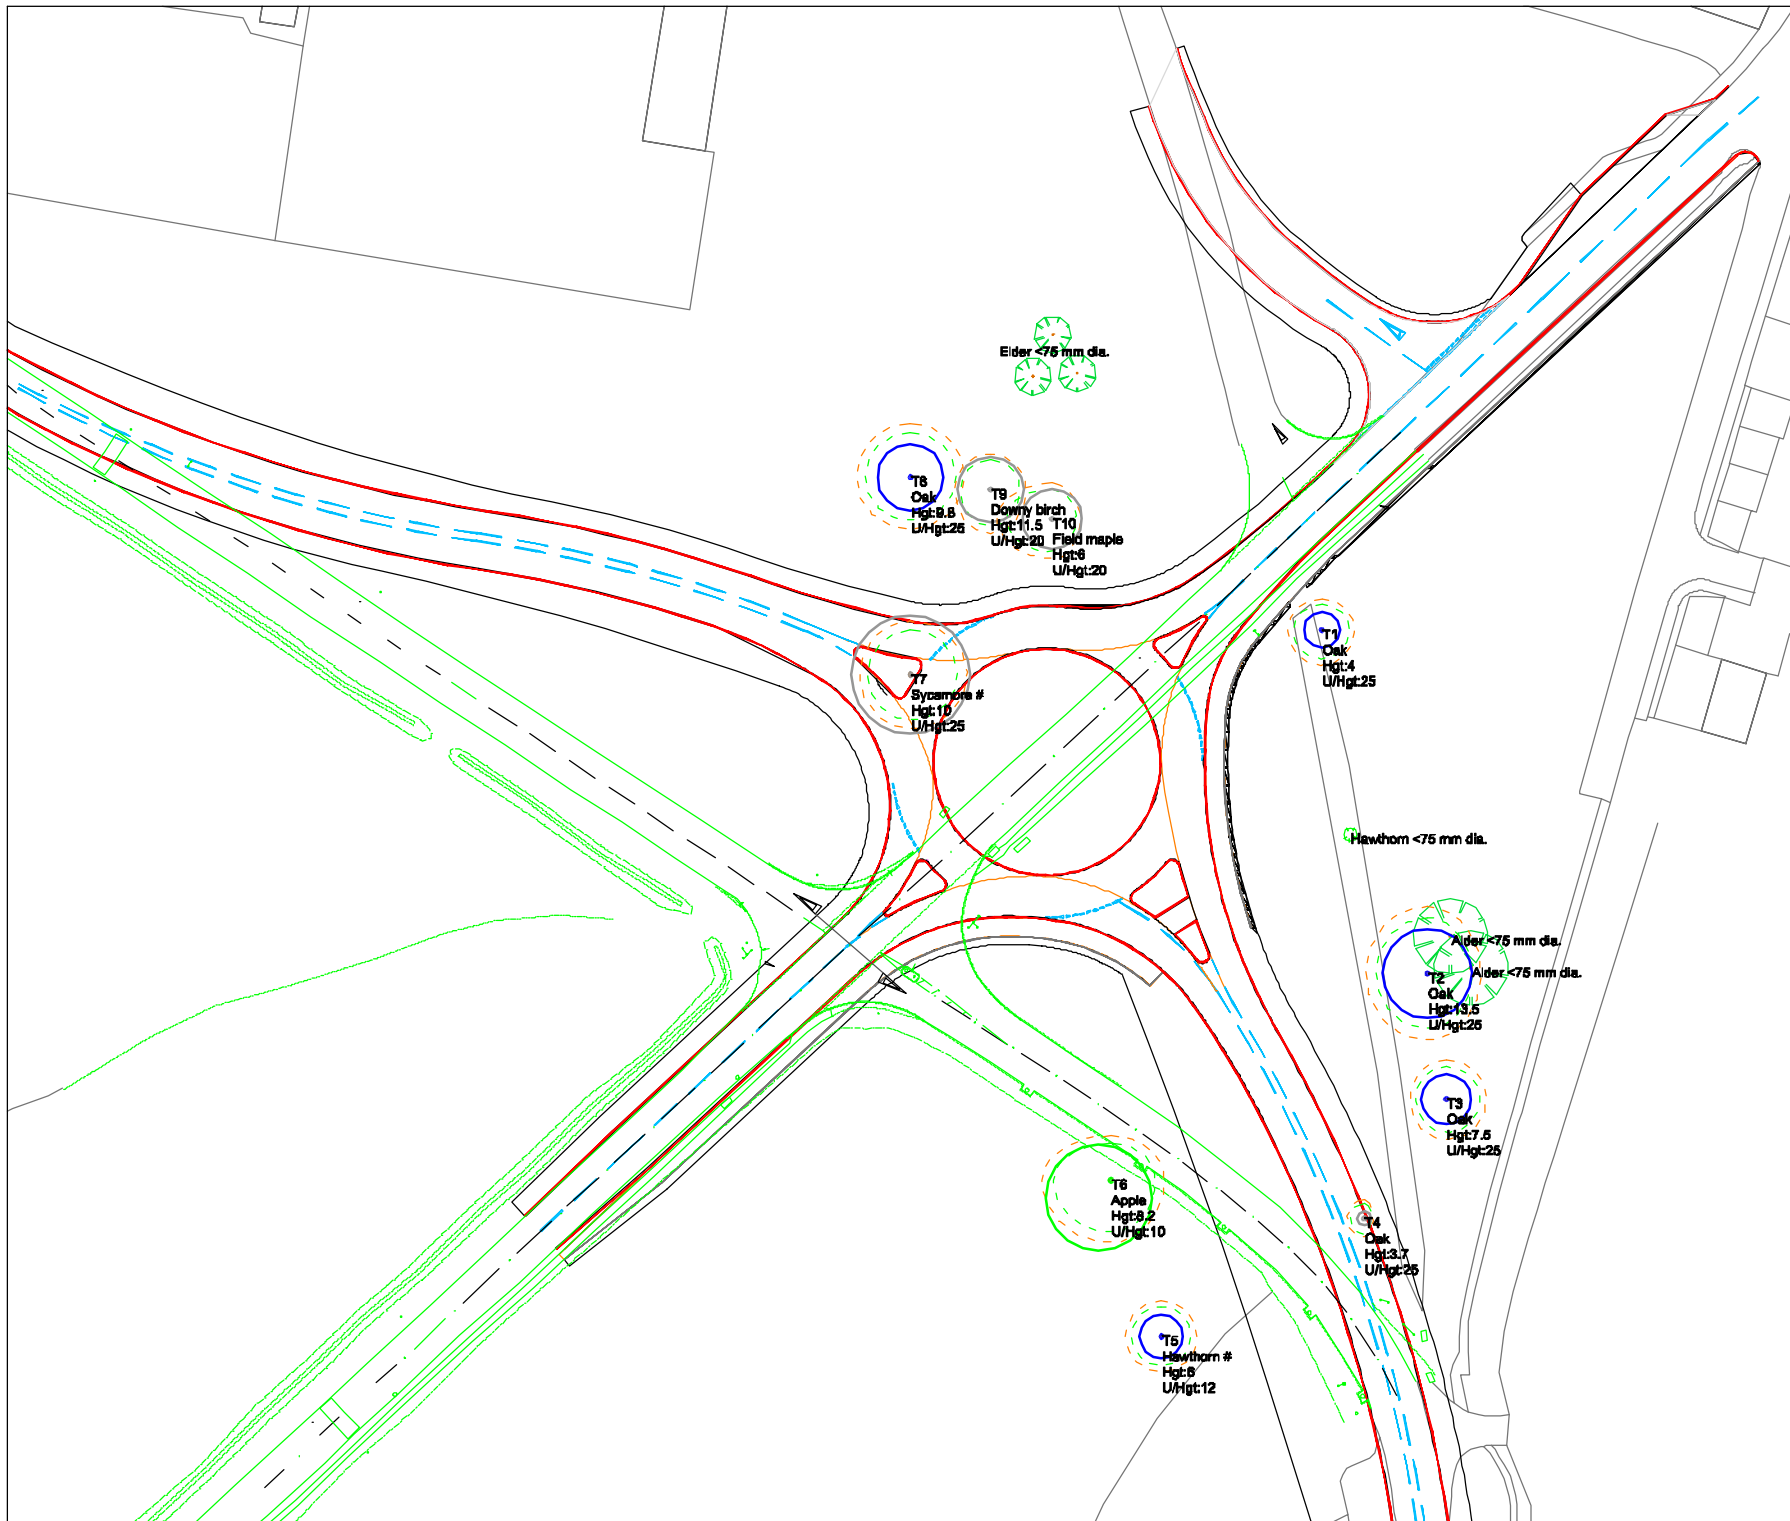 Elder <75 mm dia.
T8
Oak
U/Hgt:25
T9
Downy birch
Hgt:11.5
U/Hgt:20
T10
Field maple
Hgt:6
U/Hgt:20
T1
Oak
Hgt:4
U/Hgt:25
T7
Sycamore #
Hgt:10
U/Hgt:25
Hawthorn <75 mm dia.
Alder <75 mm dia.
Alder <75 mm dia.
T2
Oak
Hgt:13.5
U/Hgt:25
T3
Oak
Hgt:7.5
U/Hgt:25
T6
Apple
Hgt:8.2
U/Hgt:10
T4
Oak
Hgt:3.7
U/Hgt:25
T5
Hawthorn #
Hgt:6
U/Hgt:12